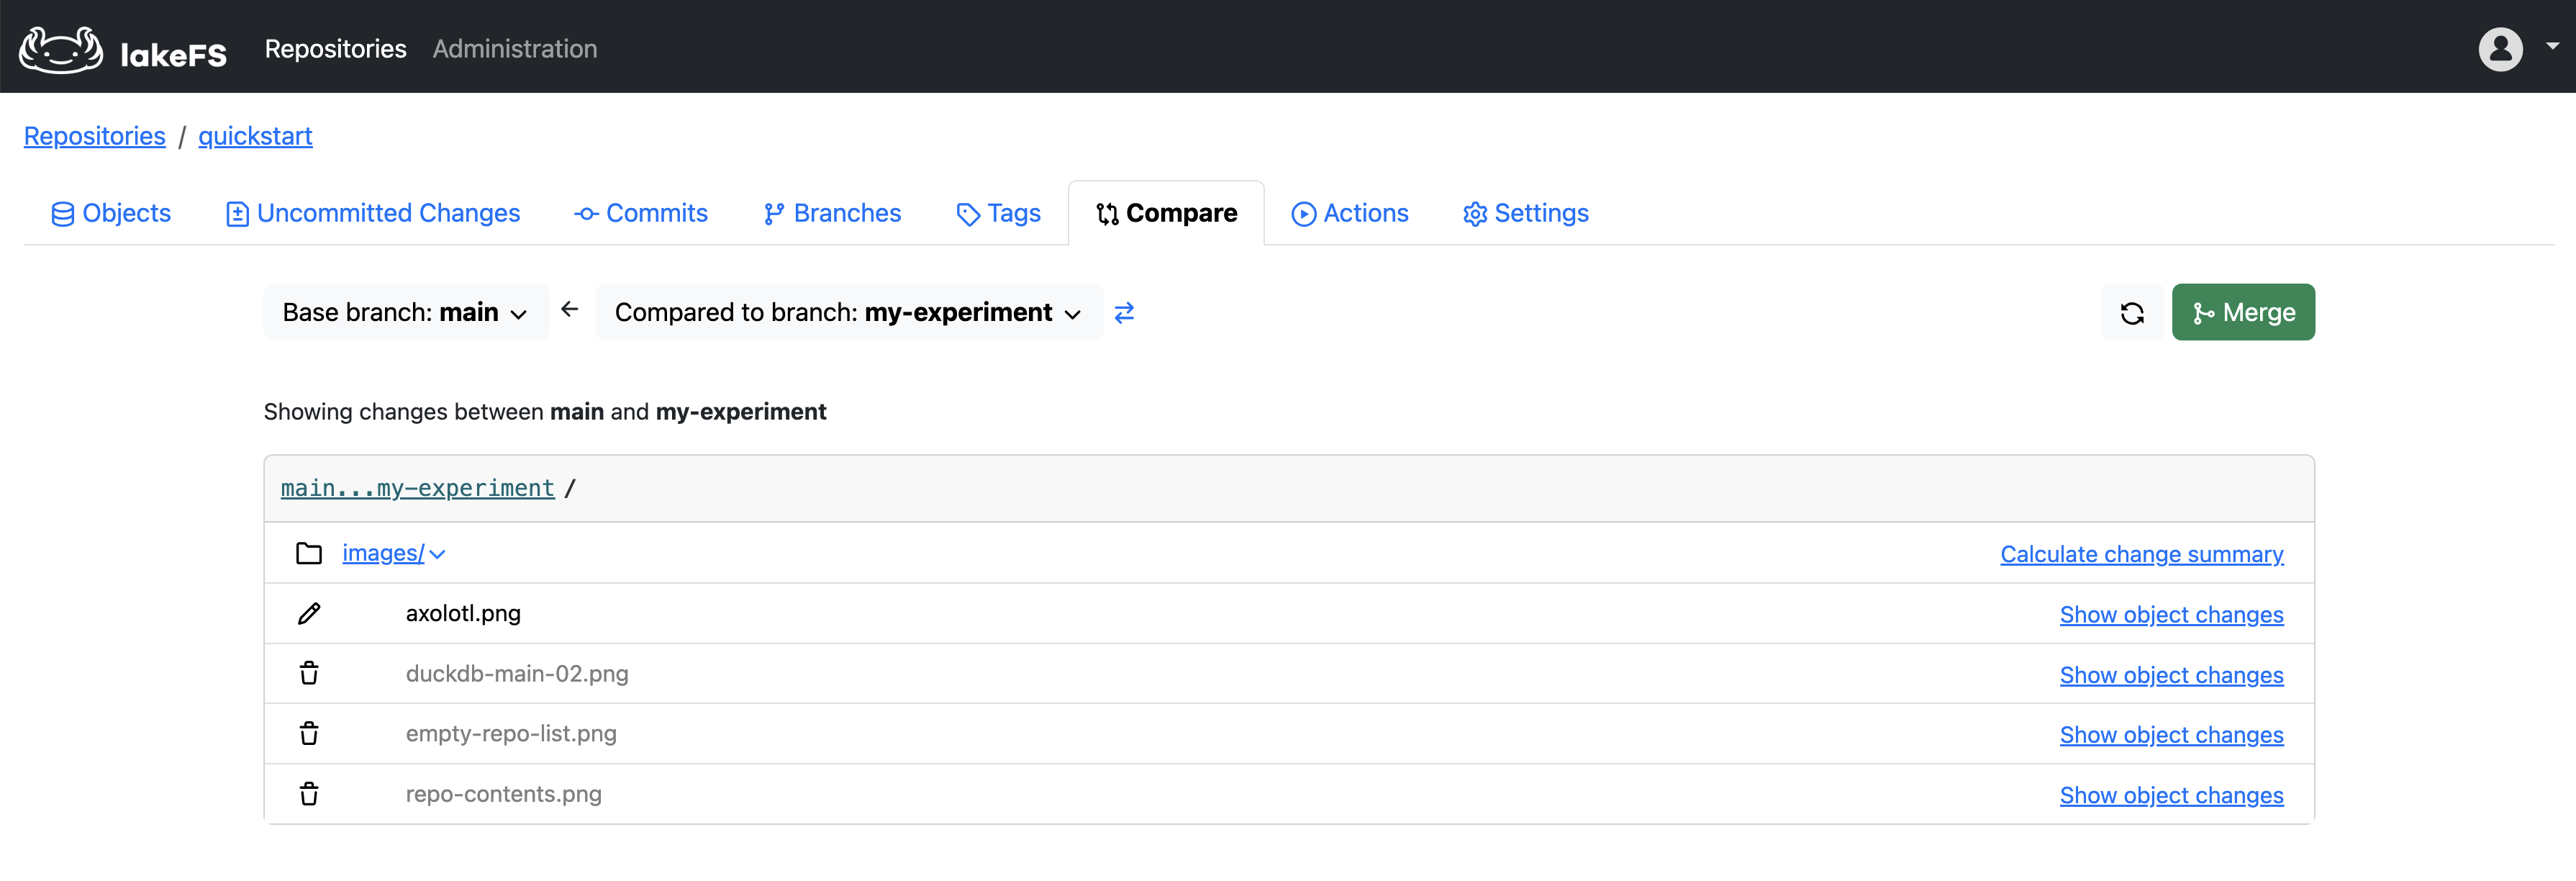 lakeFS Repositories Administration
Repositories / quickstart
Objects Uncommitted Changes Commits Branches Tags Compare Actions Settings
Base branch: main ← Compared to branch: my-experiment Merge
Showing changes between main and my-experiment
main...my-experiment /
images/ Calculate change summary
axolotl.png Show object changes
duckdb-main-02.png Show object changes
empty-repo-list.png Show object changes
repo-contents.png Show object changes